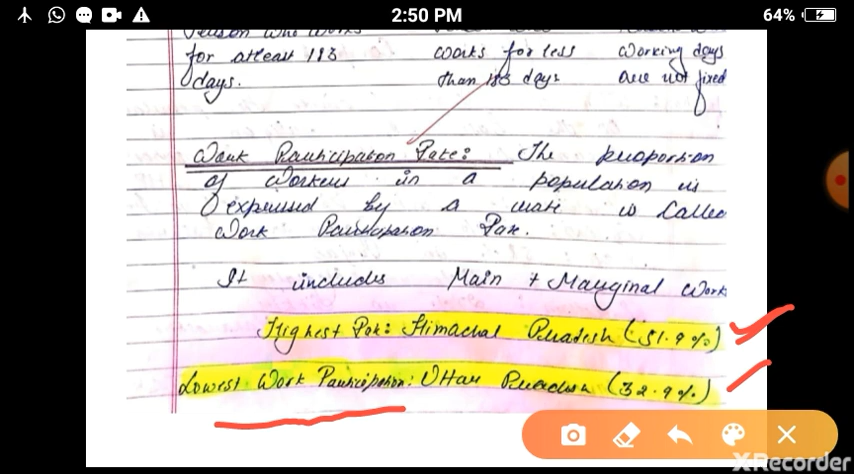 2:50 PM
64%
for atleast 183 works for less working days
days. than 183 days are not fixed
Work Participation Rate: The proportion
of workers in a population is
expressed by a rate is called
Work Participation Rate.
It includes Main + Marginal Work
Highest Rate: Himachal Pradesh (51.9%)
Lowest Work Participation: Uttar Pradesh (32.9%)
XRecorder